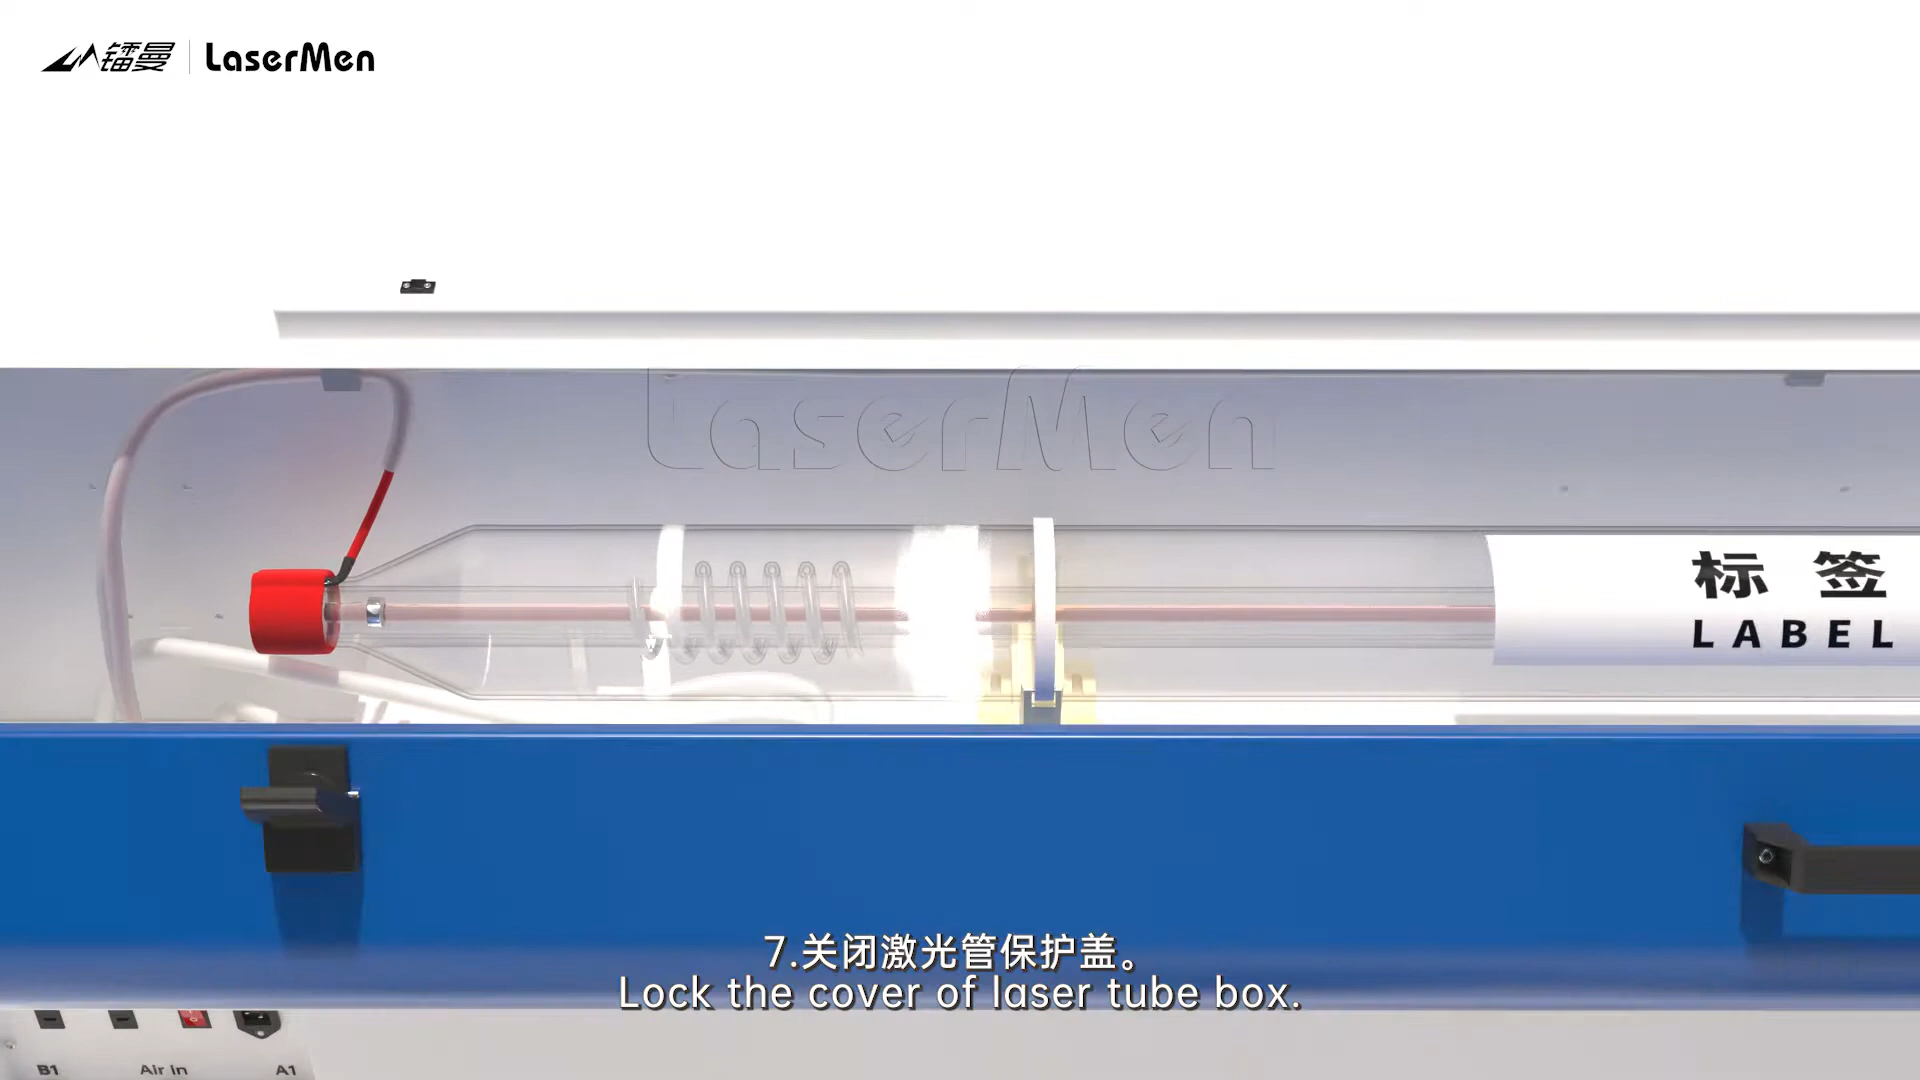 镭曼 LaserMen
LaserMen
标签
LABEL
7.关闭激光管保护盖。
Lock the cover of laser tube box.
B1 Air in A1